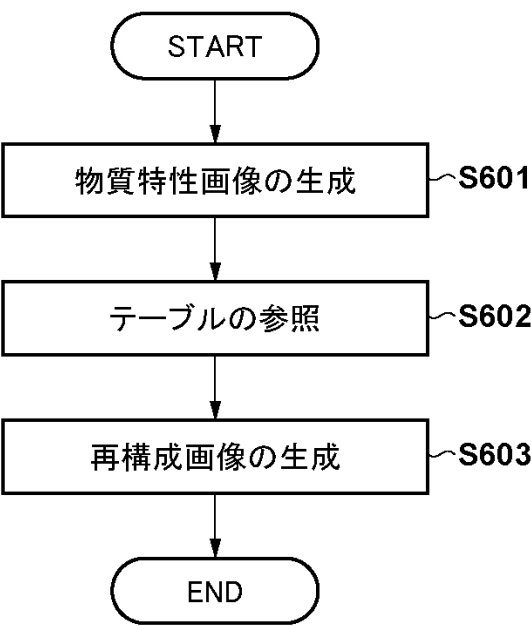 START
物質特性画像の生成
S601
テーブルの参照
S602
再構成画像の生成
S603
END